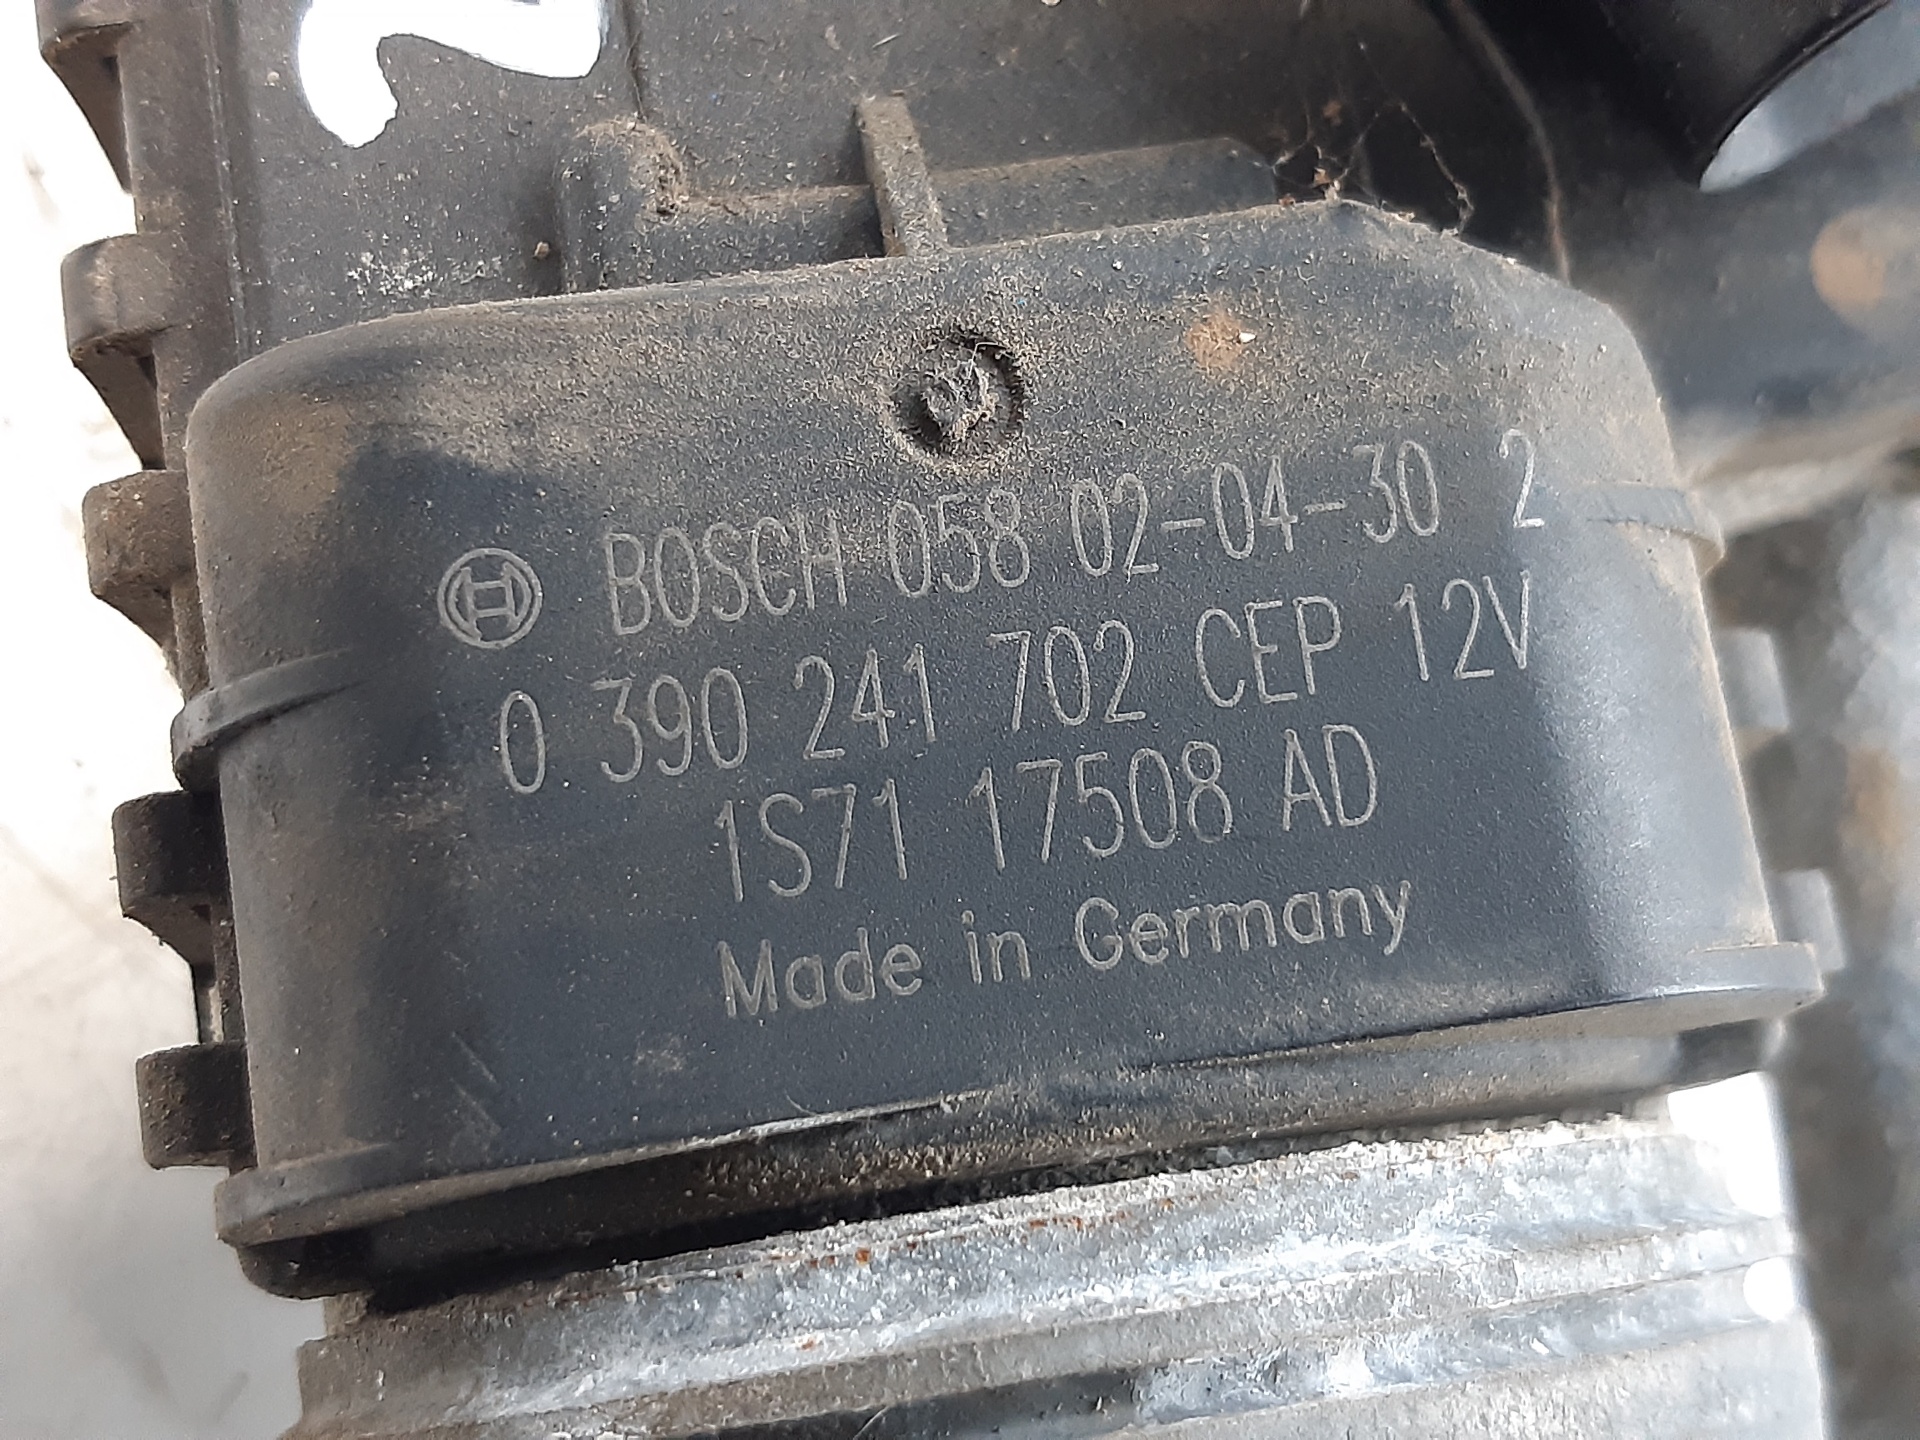 BOSCH 058 02-04-30 2
0 390 241 702 CEP 12V
1S71 17508 AD
Made in Germany